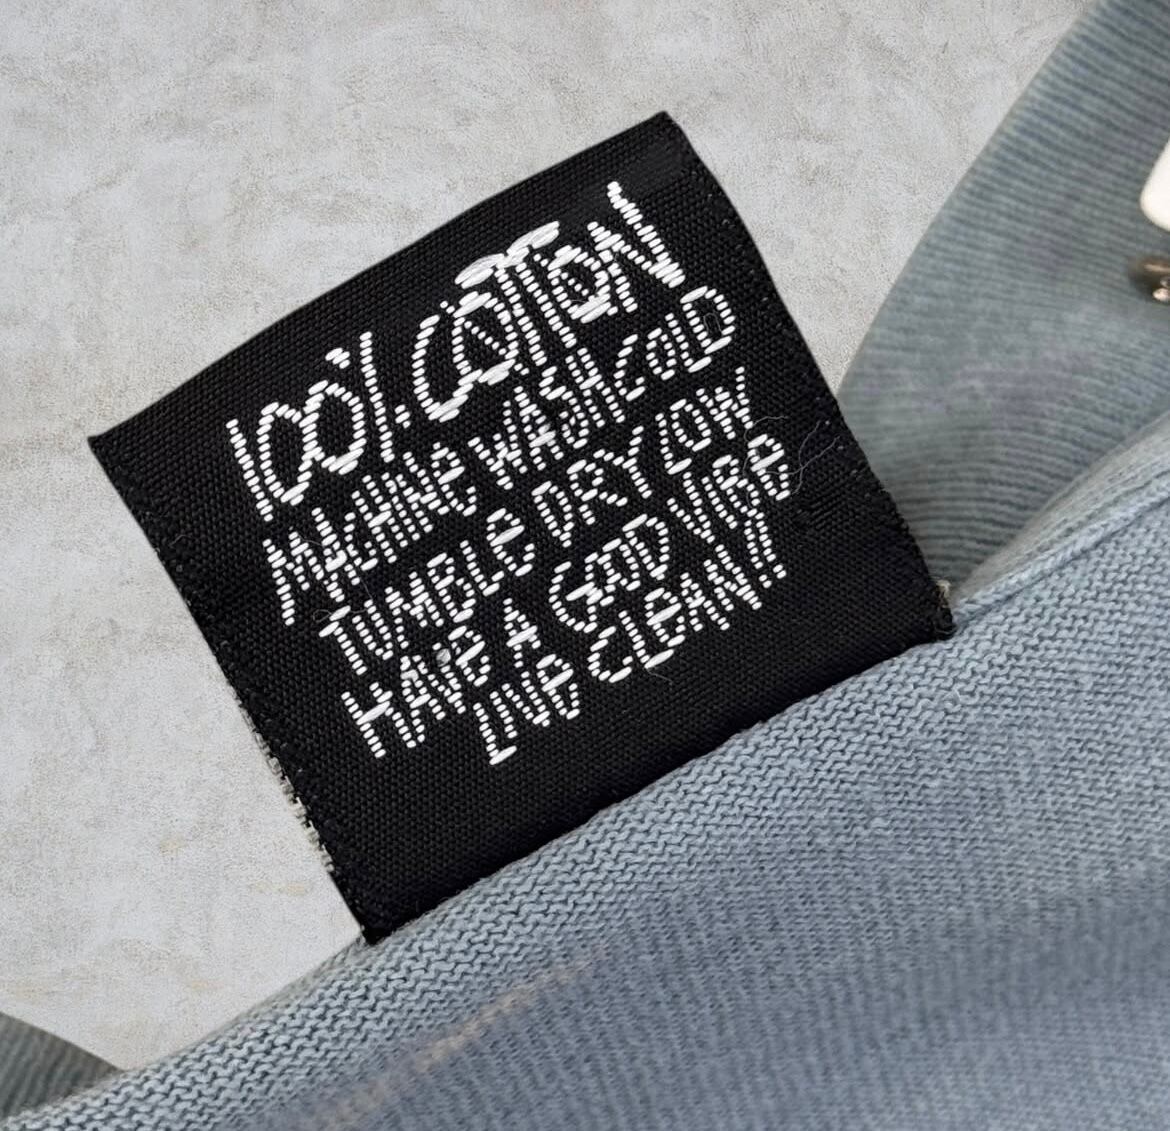 100% COTTON
MACHINE WASH COLD
TUMBLE DRY LOW
HAVE A GOOD VIBE
LIVE CLEAN!!